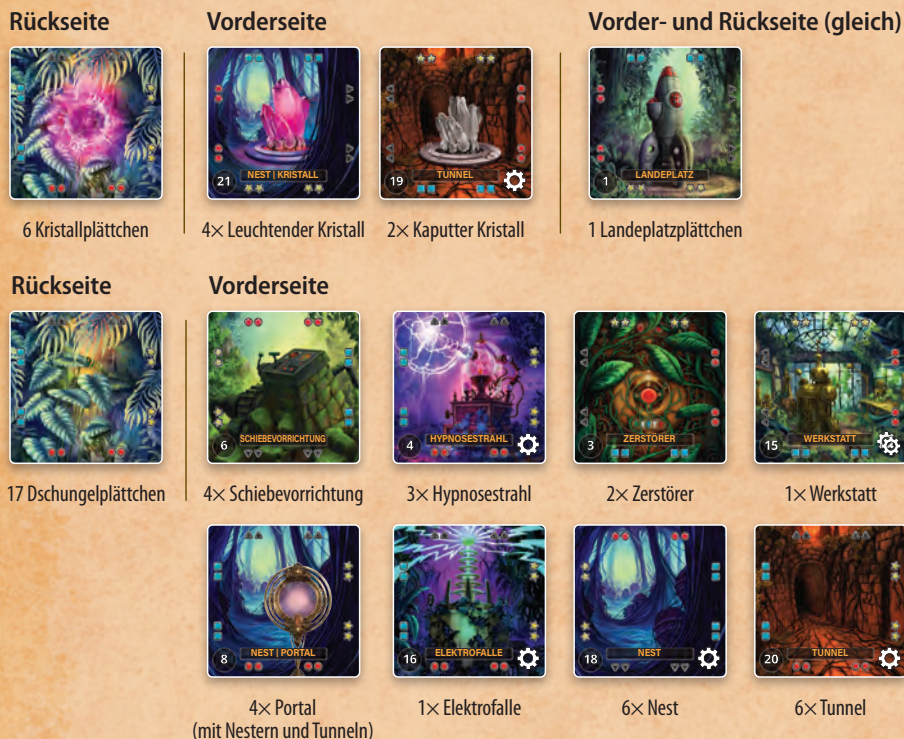 Rückseite
Vorderseite
Vorder- und Rückseite (gleich)
21
NEST | KRISTALL
19
TUNNEL
1
LANDEPLATZ
6 Kristallplättchen
4× Leuchtender Kristall
2× Kaputter Kristall
1 Landeplatzplättchen
Rückseite
Vorderseite
6
SCHIEBEVORRICHTUNG
4
HYPNOSESTRAHL
3
ZERSTÖRER
15
WERKSTATT
17 Dschungelplättchen
4× Schiebevorrichtung
3× Hypnosestrahl
2× Zerstörer
1× Werkstatt
8
NEST | PORTAL
16
ELEKTROFALLE
18
NEST
20
TUNNEL
4× Portal
(mit Nestern und Tunneln)
1× Elektrofalle
6× Nest
6× Tunnel